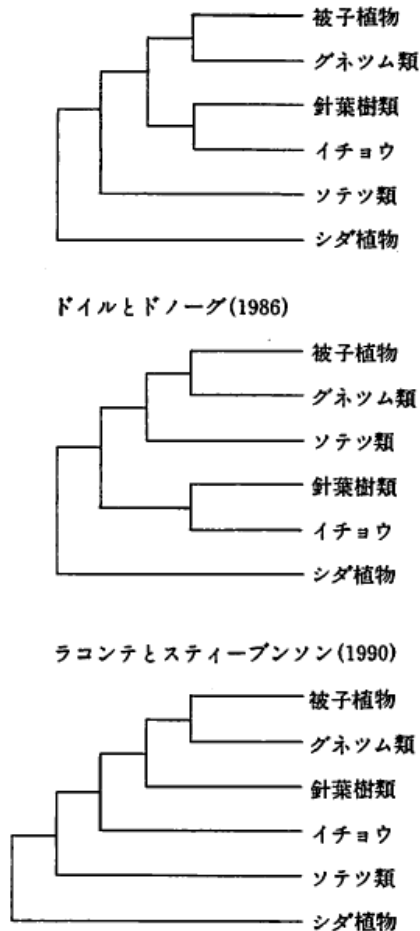 被子植物
グネツム類
針葉樹類
イチョウ
ソテツ類
シダ植物
ドイルとドノーグ(1986)
被子植物
グネツム類
ソテツ類
針葉樹類
イチョウ
シダ植物
ラコンテとスティーブンソン(1990)
被子植物
グネツム類
針葉樹類
イチョウ
ソテツ類
シダ植物